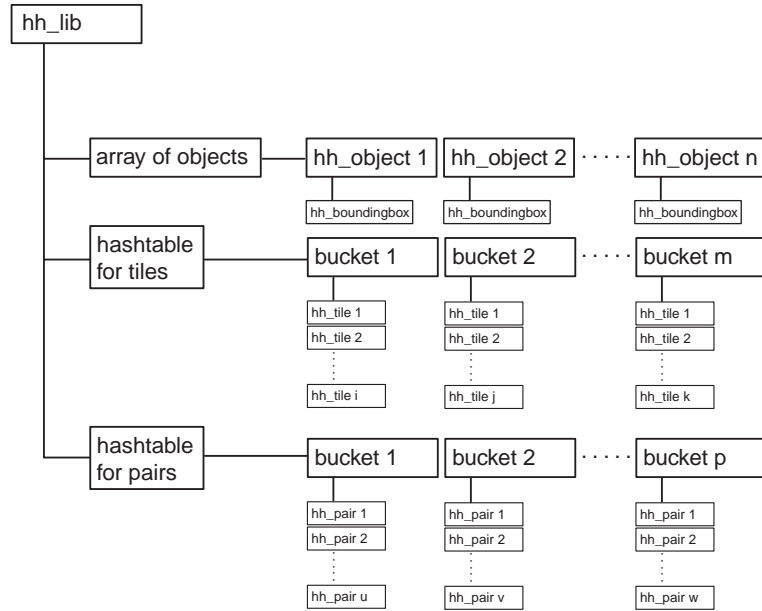 hh_lib
array of objects
hh_object 1
hh_object 2
· · · · ·
hh_object n
hh_boundingbox
hh_boundingbox
hh_boundingbox
hashtable
for tiles
bucket 1
bucket 2
· · · · ·
bucket m
hh_tile 1
hh_tile 1
hh_tile 1
hh_tile 2
hh_tile 2
hh_tile 2
hh_tile i
hh_tile j
hh_tile k
hashtable
for pairs
bucket 1
bucket 2
· · · · ·
bucket p
hh_pair 1
hh_pair 1
hh_pair 1
hh_pair 2
hh_pair 2
hh_pair 2
hh_pair u
hh_pair v
hh_pair w